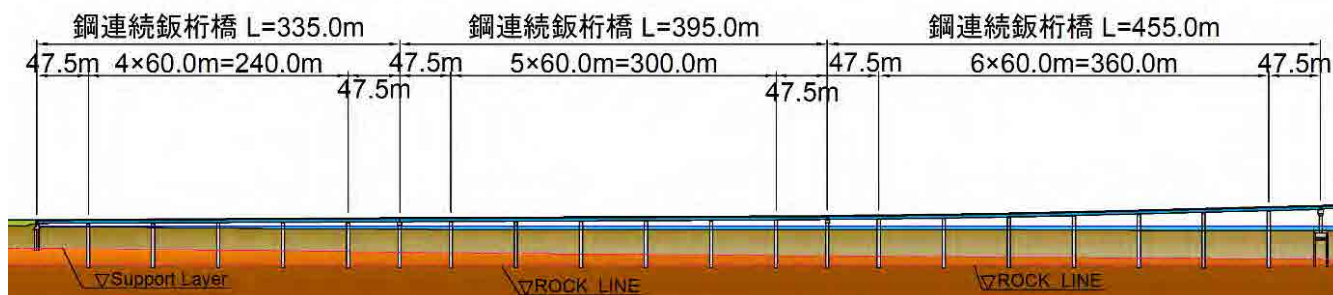 鋼連続鈑桁橋 L=335.0m
鋼連続鈑桁橋 L=395.0m
鋼連続鈑桁橋 L=455.0m
47.5m
4×60.0m=240.0m
47.5m
47.5m
5×60.0m=300.0m
47.5m
47.5m
6×60.0m=360.0m
47.5m
▽Support Layer
▽ROCK LINE
▽ROCK LINE